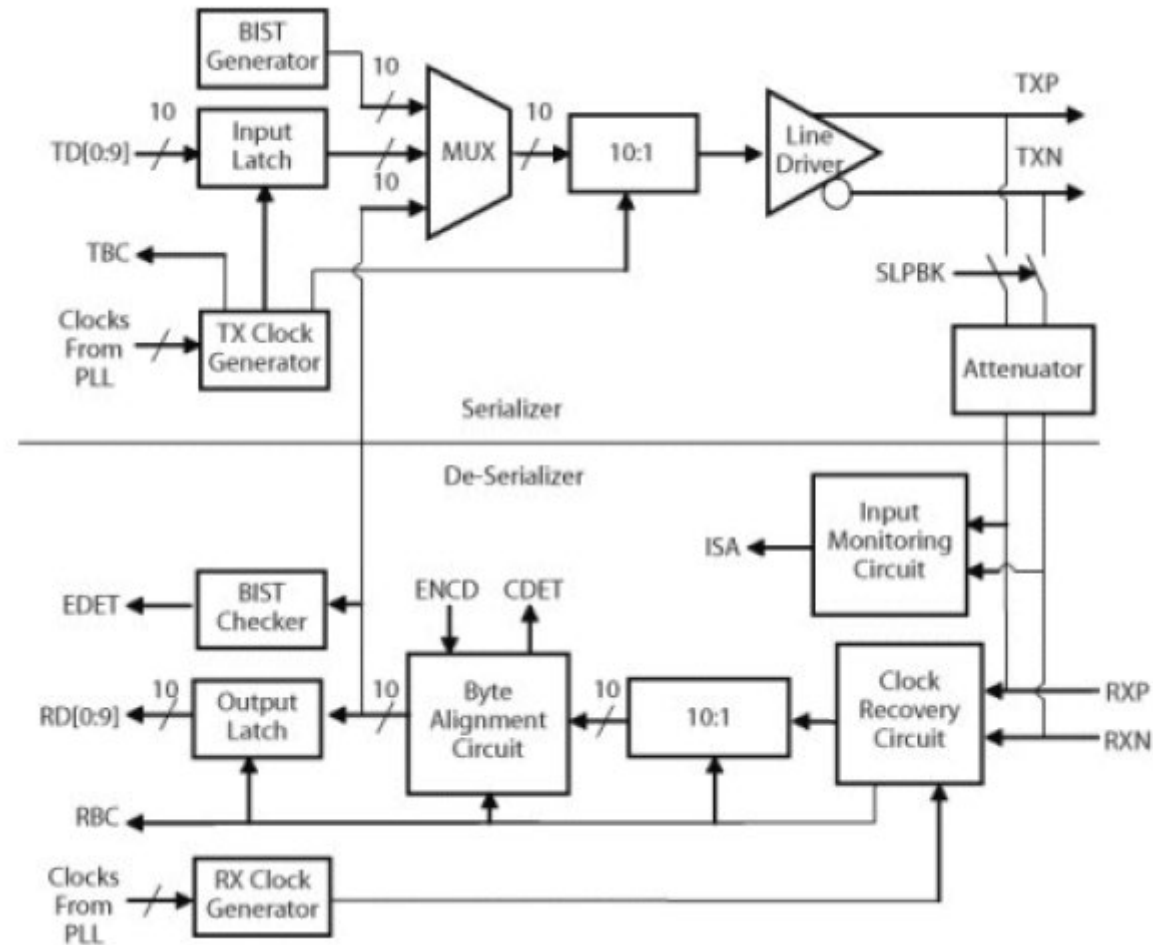 BIST
Generator
10
10
TD[0:9]
Input
Latch
10
MUX
10
10:1
Line
Driver
TXP
TXN
TBC
SLPBK
Clocks
From
PLL
TX Clock
Generator
Attenuator
Serializer
De-Serializer
Input
Monitoring
Circuit
ISA
EDET
BIST
Checker
ENCD
CDET
RD[0:9]
10
Output
Latch
10
Byte
Alignment
Circuit
10
10:1
Clock
Recovery
Circuit
RXP
RXN
RBC
Clocks
From
PLL
RX Clock
Generator